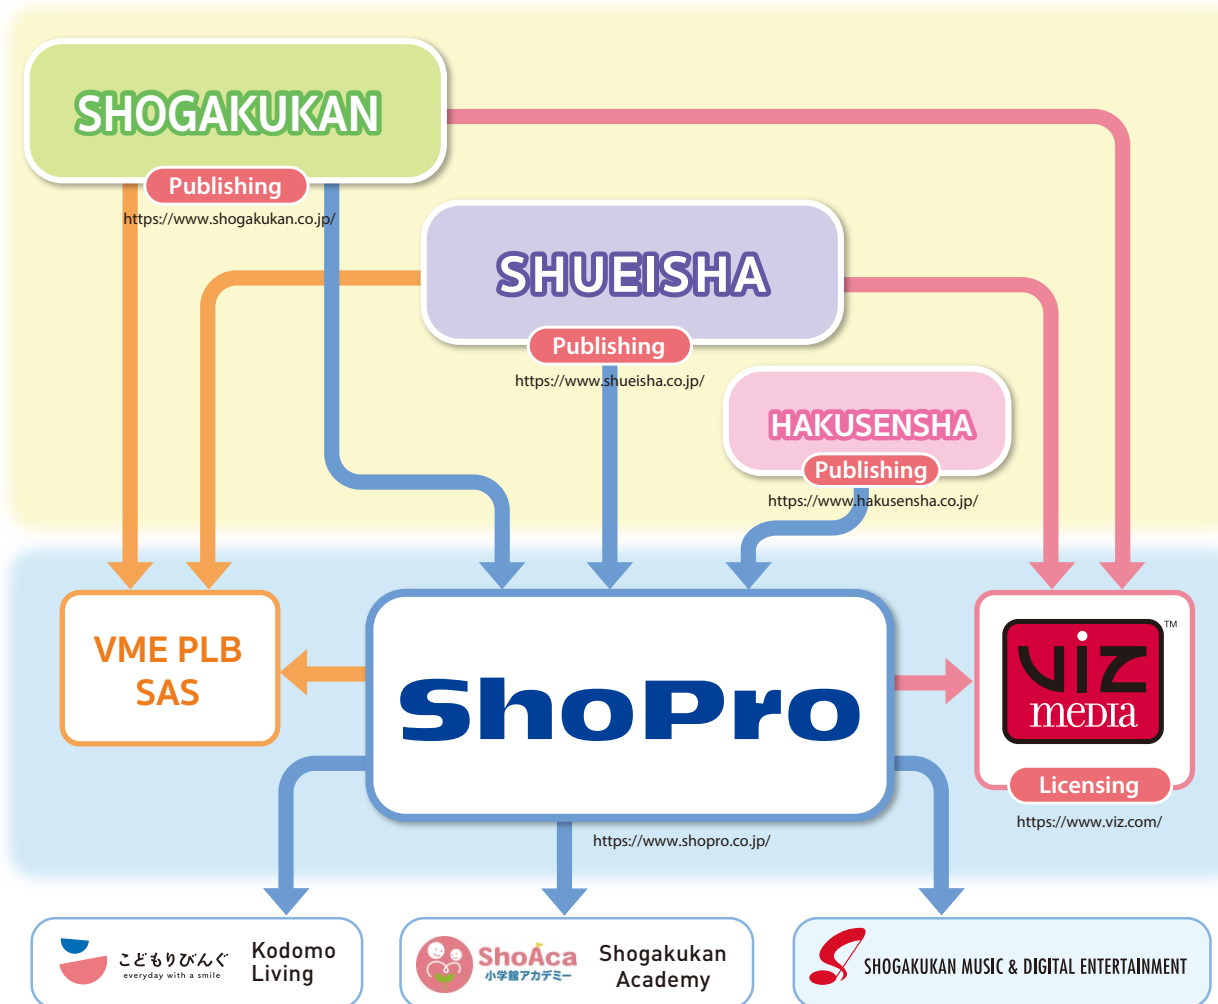 SHOGAKUKAN
Publishing
https://www.shogakukan.co.jp/
SHUEISHA
Publishing
https://www.shueisha.co.jp/
HAKUSENSHA
Publishing
https://www.hakusensha.co.jp/
VME PLB
SAS
ShoPro
https://www.shopro.co.jp/
viz
media
TM
Licensing
https://www.viz.com/
こどもりびんぐ
everyday with a smile
Kodomo
Living
ShoAca
小学館アカデミー
Shogakukan
Academy
SHOGAKUKAN MUSIC & DIGITAL ENTERTAINMENT